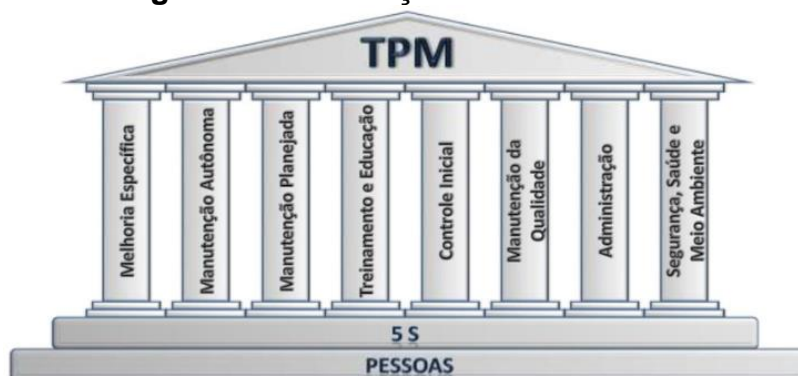 TPM
Melhoria Específica
Manutenção Autônoma
Manutenção Planejada
Treinamento e Educação
Controle Inicial
Manutenção da
Qualidade
Administração
Segurança, Saúde e
Meio Ambiente
5 S
PESSOAS